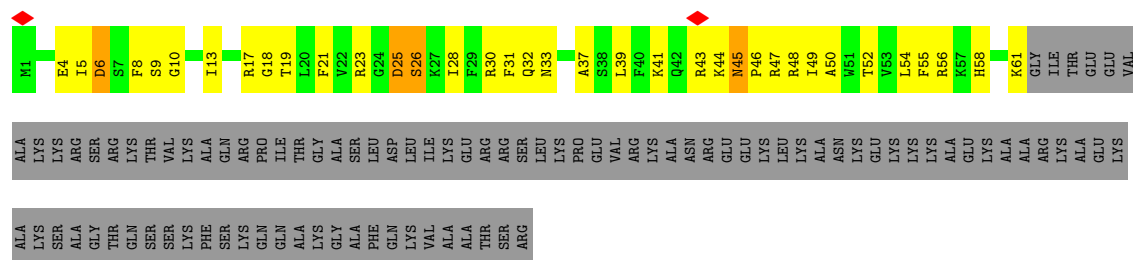 M1 E4 I5 D6 S7 F8 S9 G10 I13 R17 G18 T19 L20 F21 V22 R23 G24 D25 S26 K27 I28 F29 R30 F31 Q32 N33 A37 S38 L39 F40 K41 Q42 R43 K44 N45 P46 R47 R48 I49 A50 W51 T52 V53 L54 F55 R56 K57 H58 K61 GLY ILE THR GLU GLU VAL
ALA LYS LYS ARG SER ARG LYS THR VAL LYS ALA GLN ARG PRO ILE THR GLY ALA SER LEU ASP LEU ILE LYS GLU ARG ARG SER LEU LYS PRO GLU VAL ARG LYS ALA ASN ARG GLU GLU LYS LEU LYS ALA ASN LYS GLU LYS LYS LYS ALA GLU LYS ALA ALA ARG LYS ALA GLU LYS
ALA LYS SER ALA GLY THR GLN SER SER LYS PHE SER LYS GLN GLN ALA LYS GLY ALA PHE GLN LYS VAL ALA ALA THR SER ARG